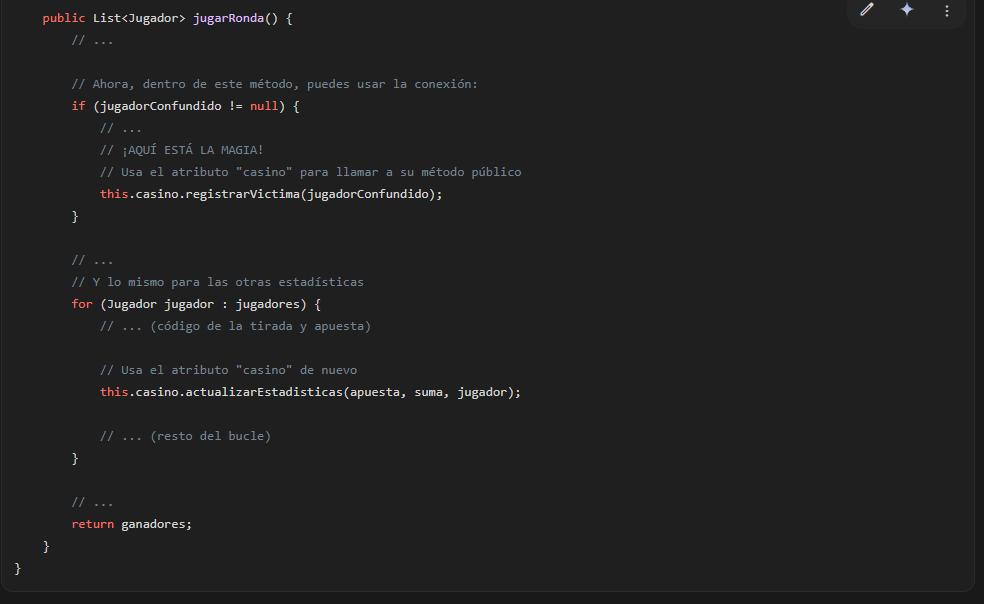 public List<Jugador> jugarRonda() {
// ...
// Ahora, dentro de este método, puedes usar la conexión:
if (jugadorConfundido != null) {
// ...
// ¡AQUÍ ESTÁ LA MAGIA!
// Usa el atributo "casino" para llamar a su método público
this.casino.registrarVictima(jugadorConfundido);
}
// ...
// Y lo mismo para las otras estadísticas
for (Jugador jugador : jugadores) {
// ... (código de la tirada y apuesta)
// Usa el atributo "casino" de nuevo
this.casino.actualizarEstadisticas(apuesta, suma, jugador);
// ... (resto del bucle)
}
// ...
return ganadores;
}
}